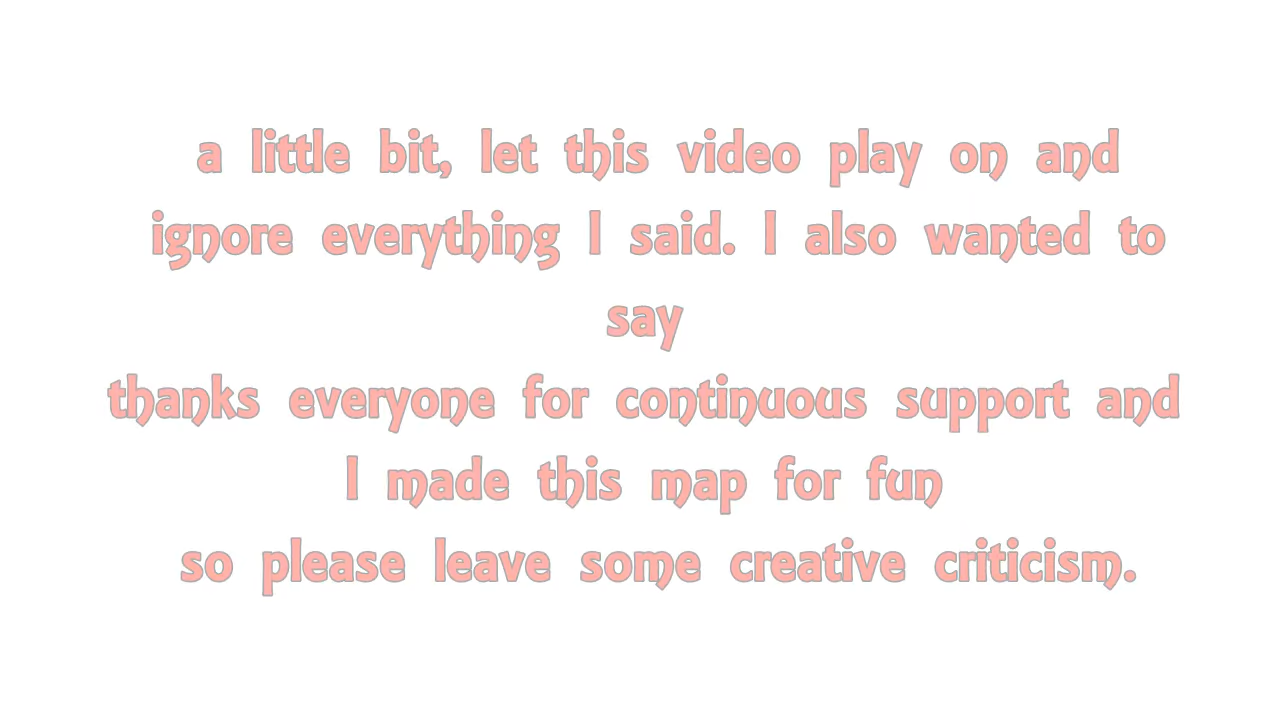 a little bit, let this video play on and
ignore everything I said. I also wanted to
say
thanks everyone for continuous support and
I made this map for fun
so please leave some creative criticism.